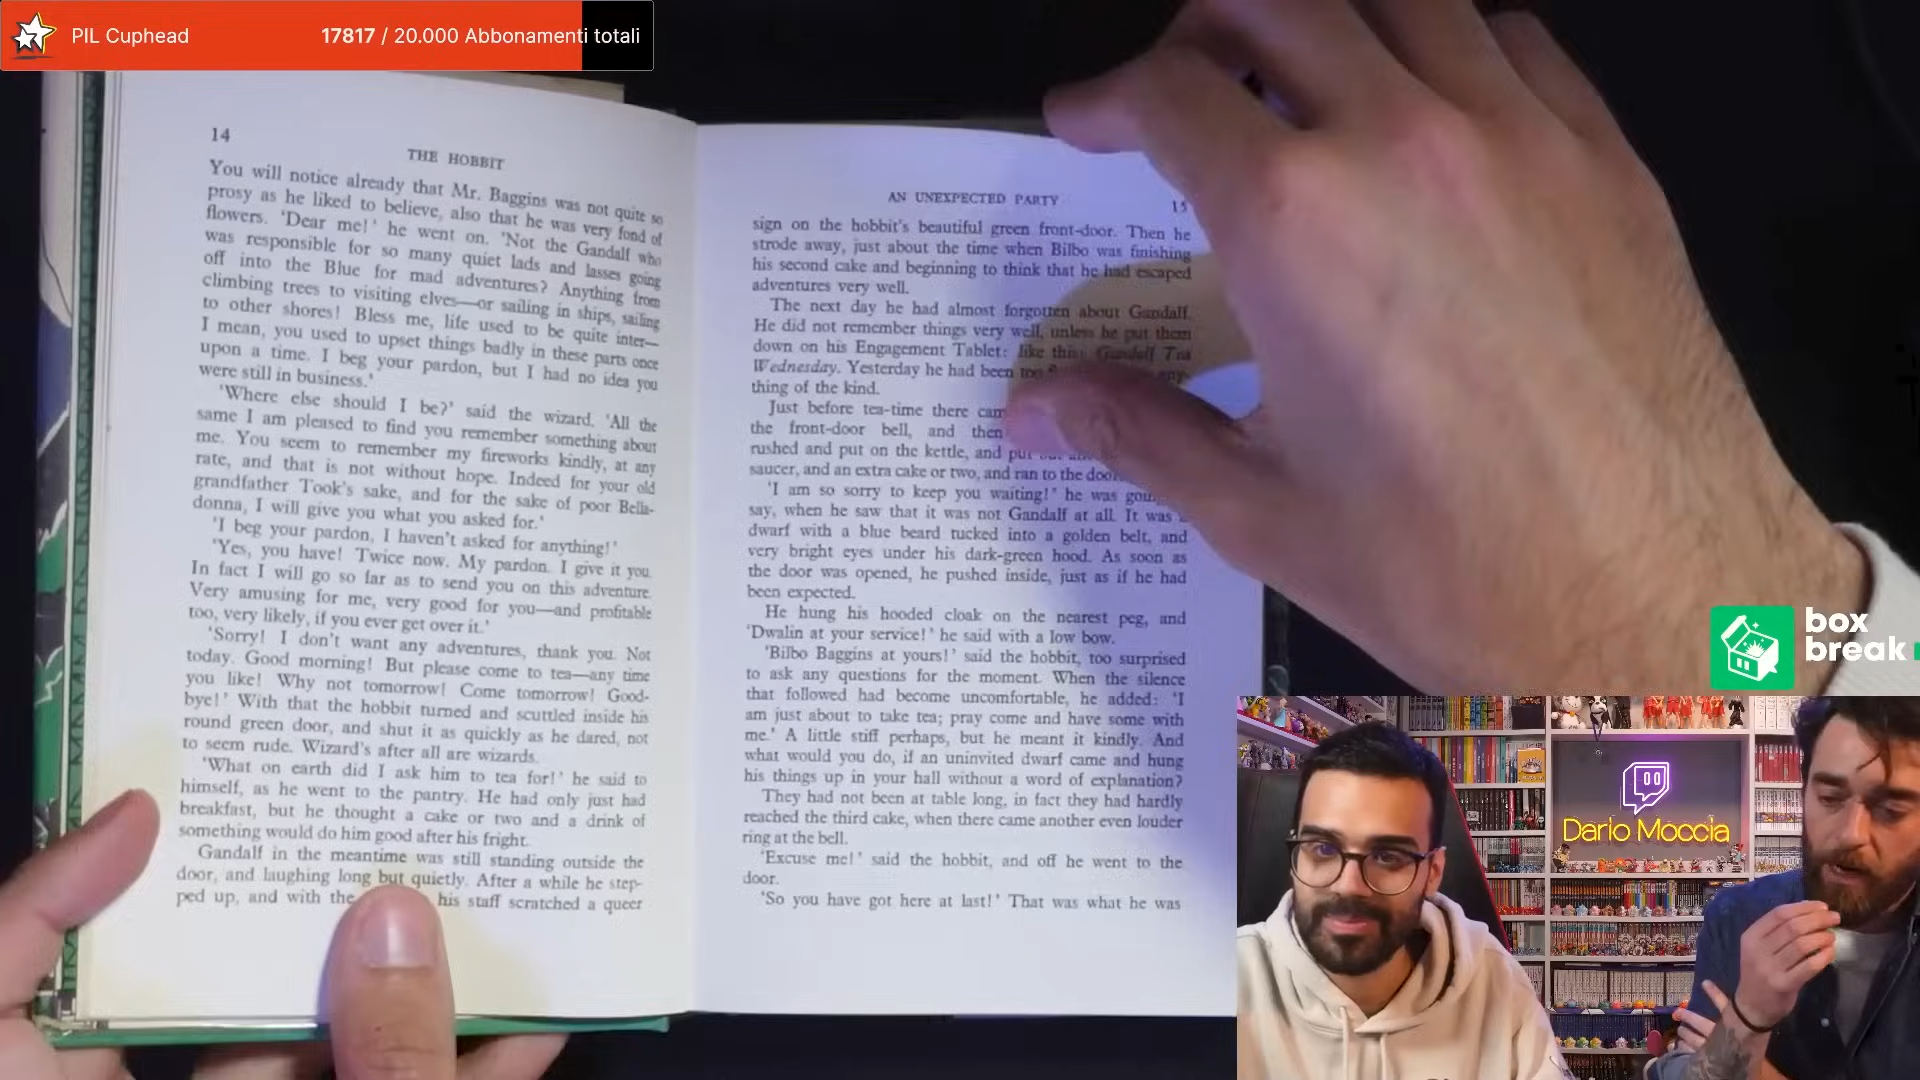 PIL Cuphead
17817 / 20.000 Abbonamenti totali
14
THE HOBBIT
You will notice already that Mr. Baggins was not quite so
prosy as he liked to believe, also that he was very fond of
flowers. 'Dear me!' he went on. 'Not the Gandalf who
was responsible for so many quiet lads and lasses going
off into the Blue for mad adventures? Anything from
climbing trees to visiting elves—or sailing in ships, sailing
to other shores! Bless me, life used to be quite inter—
I mean, you used to upset things badly in these parts once
upon a time. I beg your pardon, but I had no idea you
were still in business.'
'Where else should I be?' said the wizard. 'All the
same I am pleased to find you remember something about
me. You seem to remember my fireworks kindly, at any
rate, and that is not without hope. Indeed for your old
grandfather Took's sake, and for the sake of poor Bella-
donna, I will give you what you asked for.'
'I beg your pardon, I haven't asked for anything!'
'Yes, you have! Twice now. My pardon. I give it you.
In fact I will go so far as to send you on this adventure.
Very amusing for me, very good for you—and profitable
too, very likely, if you ever get over it.'
'Sorry! I don't want any adventures, thank you. Not
today. Good morning! But please come to tea—any time
you like! Why not tomorrow! Come tomorrow! Good-
bye!' With that the hobbit turned and scuttled inside his
round green door, and shut it as quickly as he dared, not
to seem rude. Wizard's after all are wizards.
'What on earth did I ask him to tea for!' he said to
himself, as he went to the pantry. He had only just had
breakfast, but he thought a cake or two and a drink of
something would do him good after his fright.
Gandalf in the meantime was still standing outside the
door, and laughing long but quietly. After a while he step-
ped up, and with the his staff scratched a queer
AN UNEXPECTED PARTY
15
sign on the hobbit's beautiful green front-door. Then he
strode away, just about the time when Bilbo was finishing
his second cake and beginning to think that he had escaped
adventures very well.
The next day he had almost forgotten about Gandalf.
He did not remember things very well, unless he put them
down on his Engagement Tablet: like this: Gandalf Tea
Wednesday. Yesterday he had been too any-
thing of the kind.
Just before tea-time there
the front-door bell, and then
rushed and put on the kettle, and put
saucer, and an extra cake or two, and ran to the
'I am so sorry to keep you waiting!' he was
say, when he saw that it was not Gandalf at all. It was
dwarf with a blue beard tucked into a golden belt, and
very bright eyes under his dark-green hood. As soon as
the door was opened, he pushed inside, just as if he had
been expected.
He hung his hooded cloak on the nearest peg, and
'Dwalin at your service!' he said with a low bow.
'Bilbo Baggins at yours!' said the hobbit, too surprised
to ask any questions for the moment. When the silence
that followed had become uncomfortable, he added: 'I
am just about to take tea; pray come and have some with
me.' A little stiff perhaps, but he meant it kindly. And
what would you do, if an uninvited dwarf came and hung
his things up in your hall without a word of explanation?
They had not been at table long, in fact they had hardly
reached the third cake, when there came another even louder
ring at the bell.
'Excuse me!' said the hobbit, and off he went to the
door.
'So you have got here at last!' That was what he was
box
break
Dario Moccia